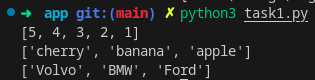 ➜ app git:(main) ✗ python3 task1.py
[5, 4, 3, 2, 1]
['cherry', 'banana', 'apple']
['Volvo', 'BMW', 'Ford']